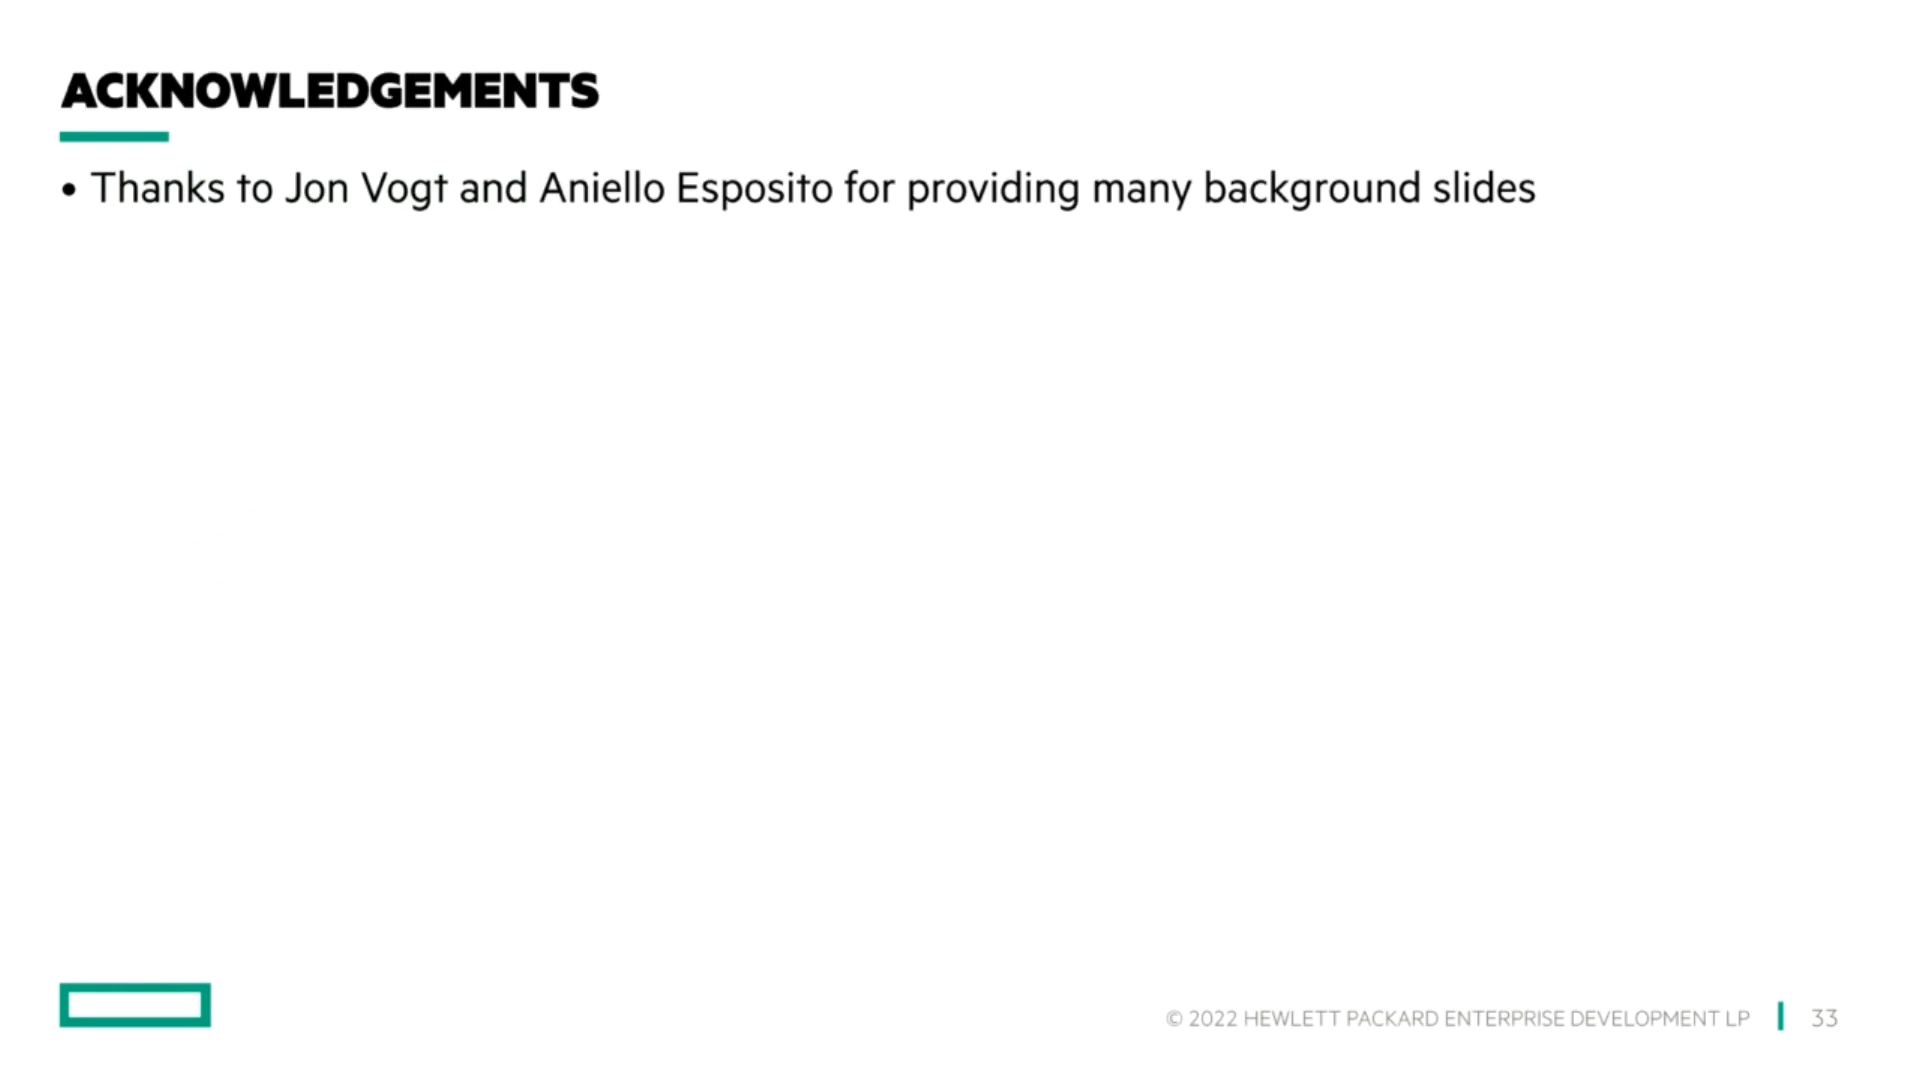 ACKNOWLEDGEMENTS
• Thanks to Jon Vogt and Aniello Esposito for providing many background slides
© 2022 HEWLETT PACKARD ENTERPRISE DEVELOPMENT LP 33